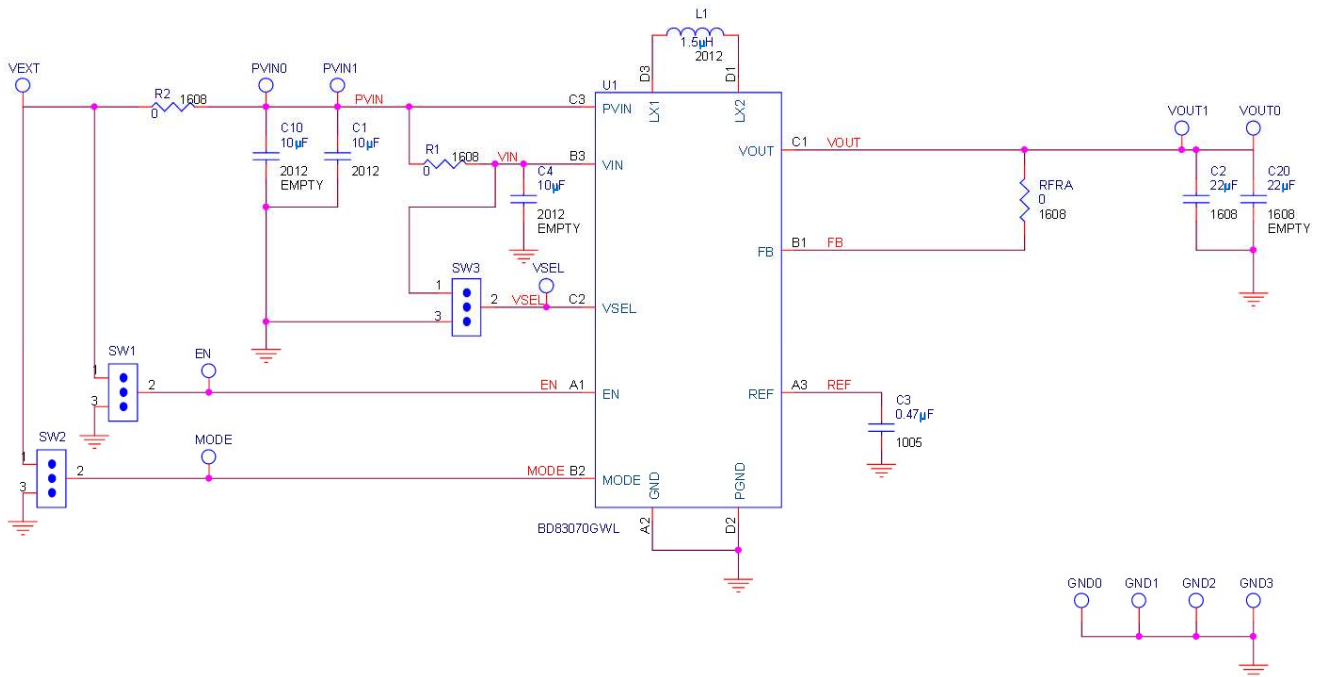 L1
1.5µH
2012
D3
D1
VEXT
PVIN0
PVIN1
R2
1608
0
PVIN
C3
U1
PVIN
LX1
LX2
C10
10µF
2012
EMPTY
C1
10µF
2012
R1
1608
0
VIN
B3
VIN
C4
10µF
2012
EMPTY
VOUT
C1
VOUT
VOUT1
VOUT0
RFRA
0
1608
C2
22µF
1608
C20
22µF
1608
EMPTY
FB
B1
FB
SW3
1
2
3
VSEL
VSEL
C2
VSEL
SW1
1
2
3
EN
EN
A1
EN
REF
A3
REF
C3
0.47µF
1005
SW2
1
2
3
MODE
MODE
B2
MODE
GND
PGND
A2
D2
BD83070GWL
GND0
GND1
GND2
GND3